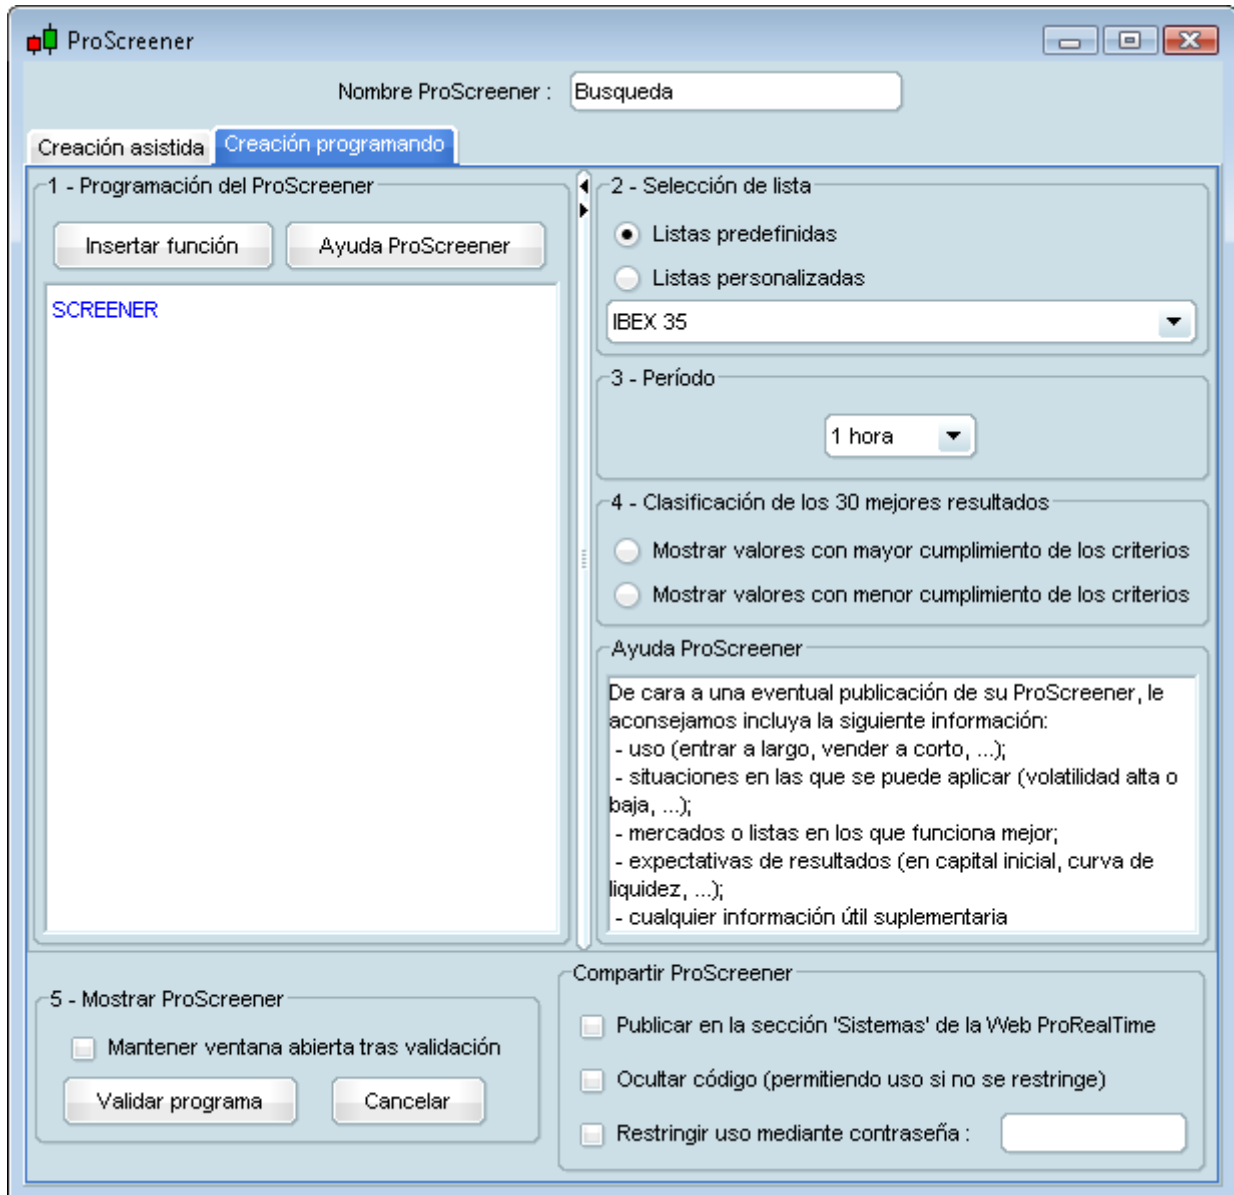 ProScreener
Nombre ProScreener : Busqueda
Creación asistida Creación programando
1 - Programación del ProScreener
Insertar función Ayuda ProScreener
SCREENER
2 - Selección de lista
Listas predefinidas
Listas personalizadas
IBEX 35
3 - Período
1 hora
4 - Clasificación de los 30 mejores resultados
Mostrar valores con mayor cumplimiento de los criterios
Mostrar valores con menor cumplimiento de los criterios
Ayuda ProScreener
De cara a una eventual publicación de su ProScreener, le
aconsejamos incluya la siguiente información:
- uso (entrar a largo, vender a corto, ...);
- situaciones en las que se puede aplicar (volatilidad alta o
baja, ...);
- mercados o listas en los que funciona mejor;
- expectativas de resultados (en capital inicial, curva de
liquidez, ...);
- cualquier información útil suplementaria
5 - Mostrar ProScreener
Mantener ventana abierta tras validación
Validar programa Cancelar
Compartir ProScreener
Publicar en la sección 'Sistemas' de la Web ProRealTime
Ocultar código (permitiendo uso si no se restringe)
Restringir uso mediante contraseña :